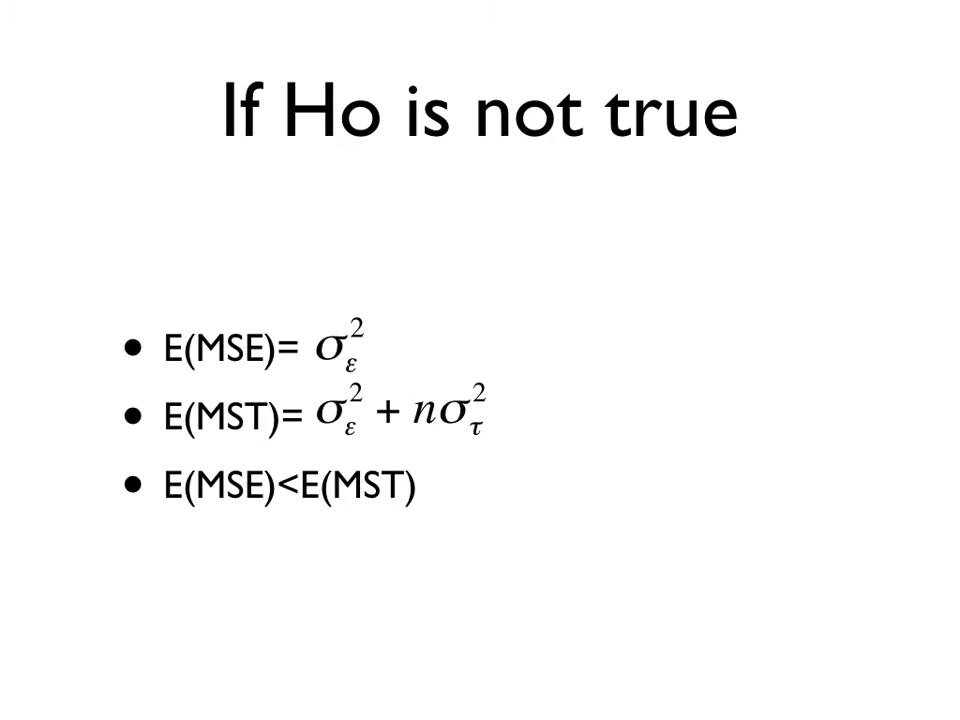 If Ho is not true
• E(MSE)= σ²ε
• E(MST)= σ²ε + nσ²τ
• E(MSE)<E(MST)